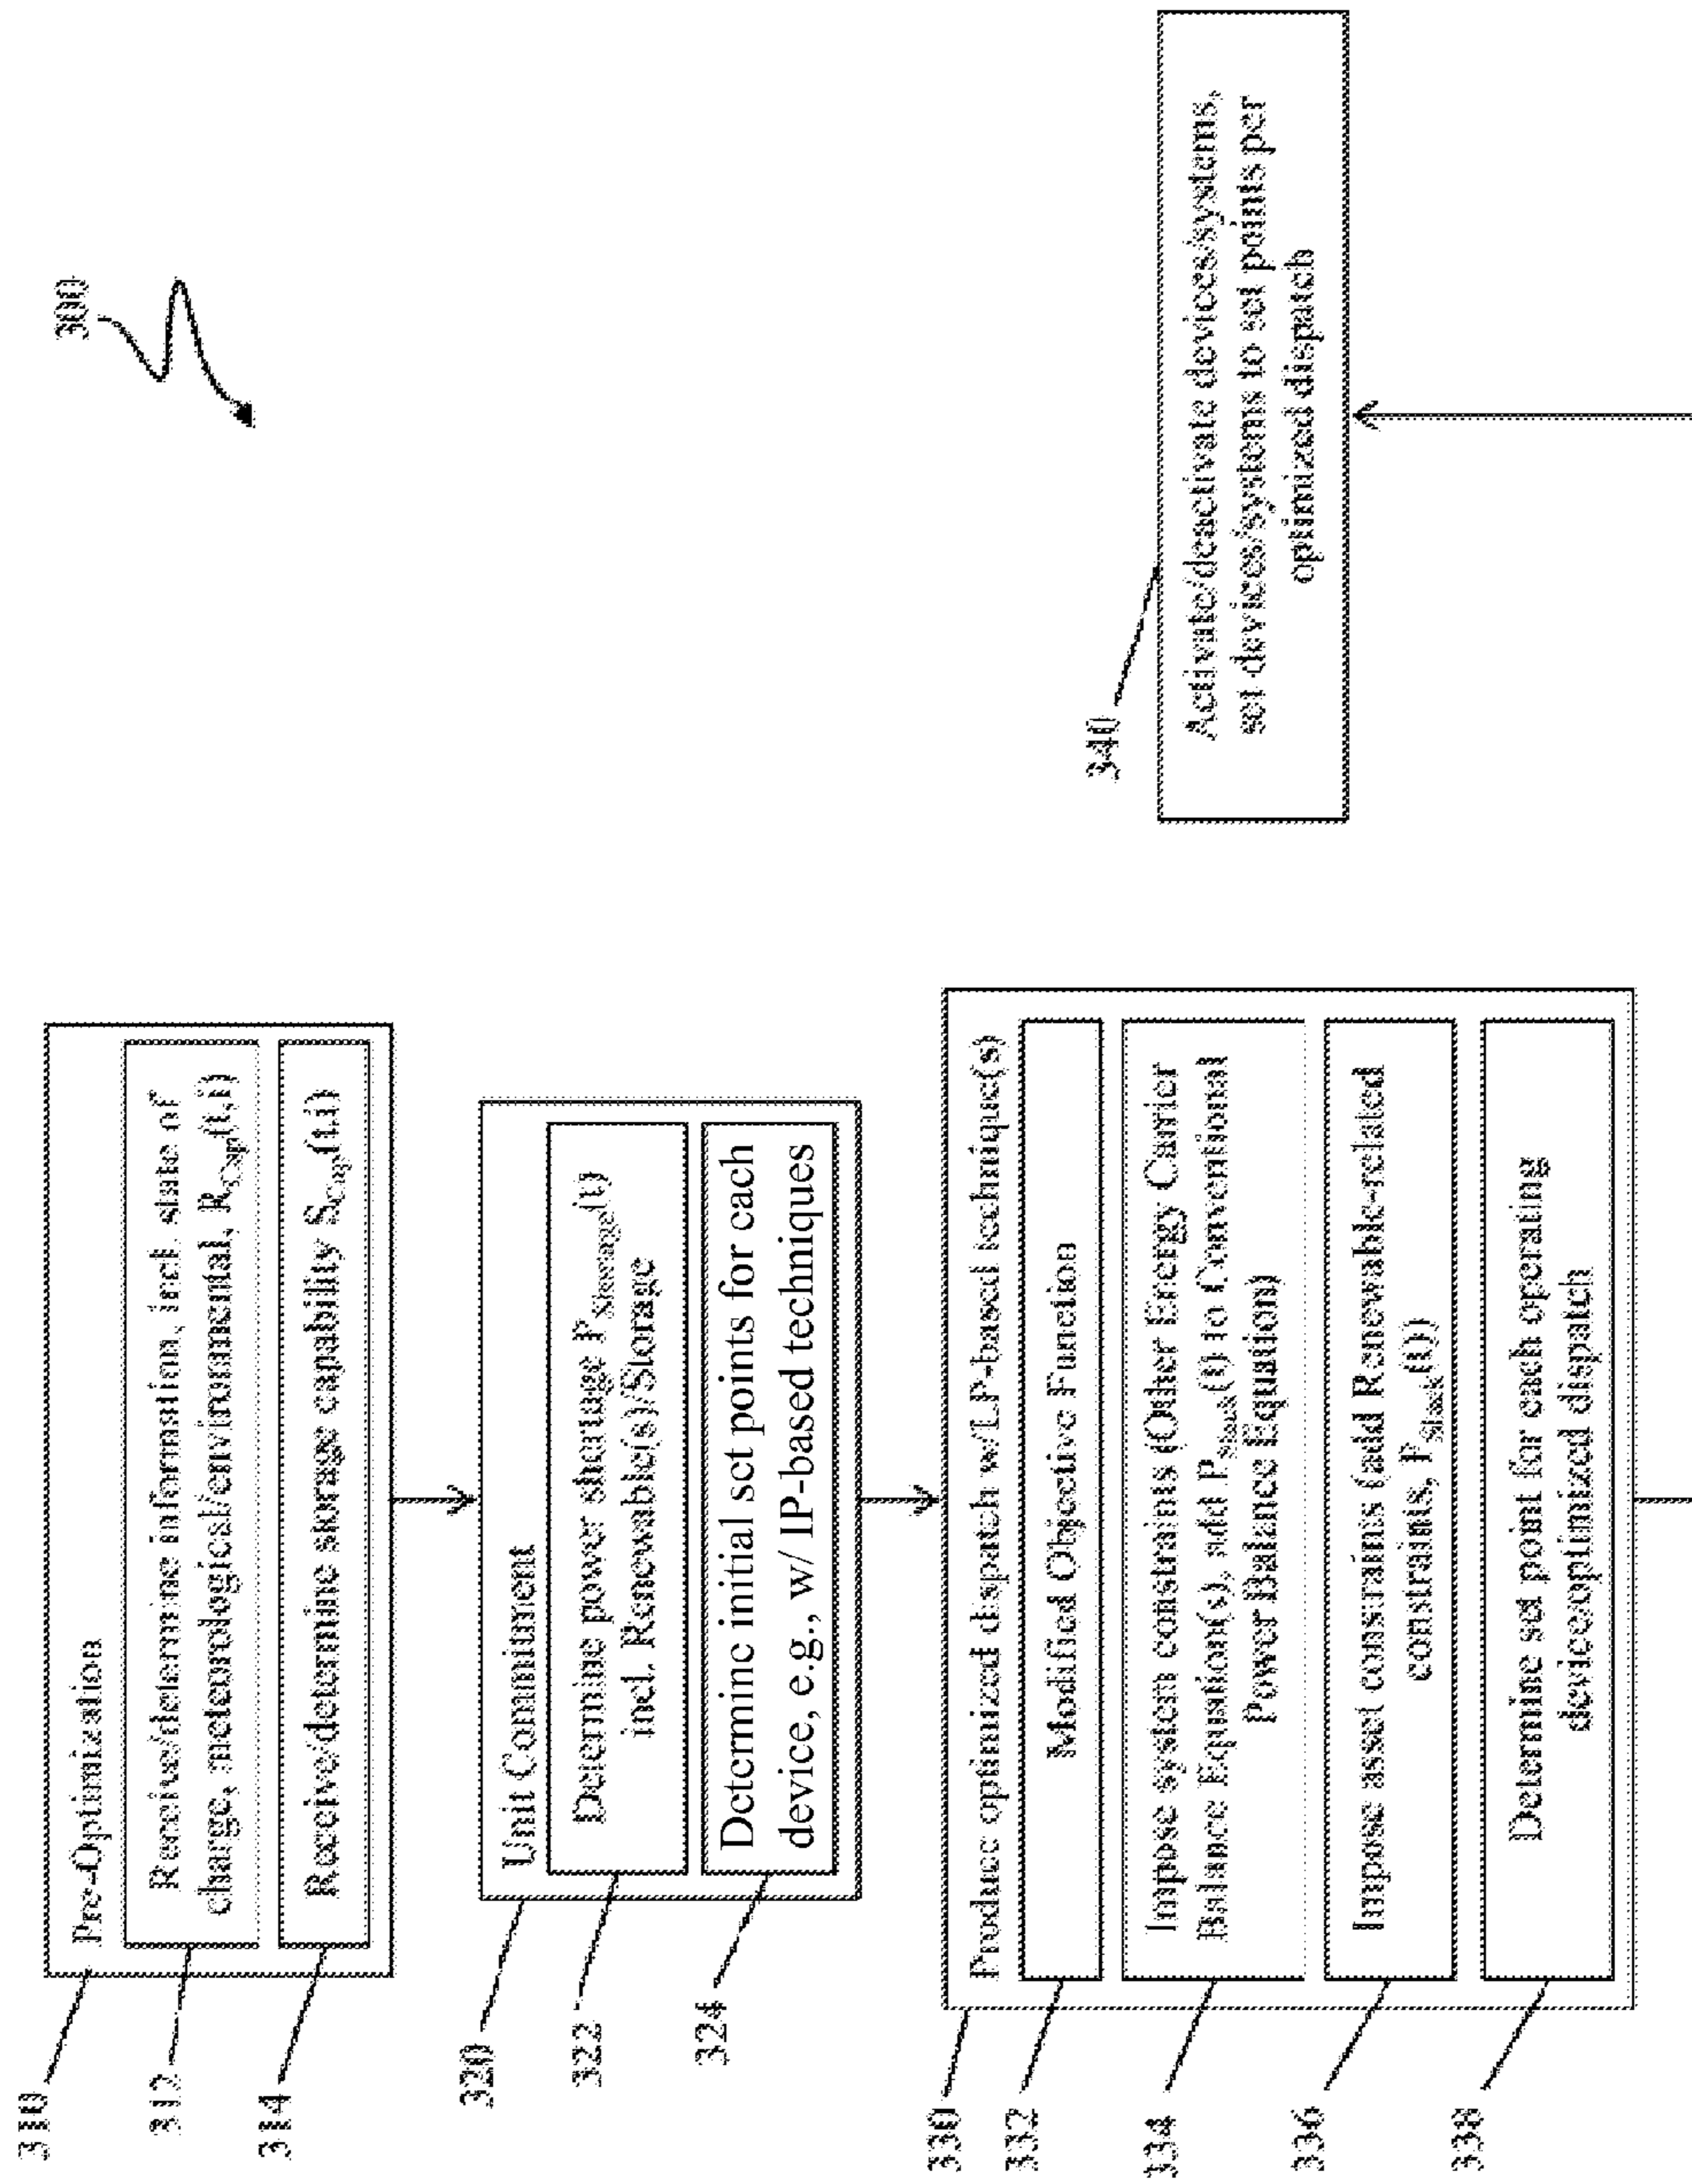 300
310
Pre-Optimization
312
Receive/determine information, incl. state of
charge, meteorological/environmental, R_Cap(t,i)
314
Receive/determine storage capability S_Cap(t,i)
320
Unit Commitment
322
Determine power shortage P_Shortage(t)
incl. Renewable(s)/Storage
324
Determine initial set points for each
device, e.g., w/ IP-based techniques
330
Produce optimized dispatch w/LP-based technique(s)
332
Modified Objective Function
334
Impose system constraints (Other Energy Carrier
Balance Equation(s), add P_Slack(t) to Conventional
Power Balance Equation)
336
Impose asset constraints (add Renewable-related
constraints, P_Slack(t))
338
Determine set point for each operating
device/optimized dispatch
340
Activate/deactivate devices/systems,
set devices/systems to set points per
optimized dispatch